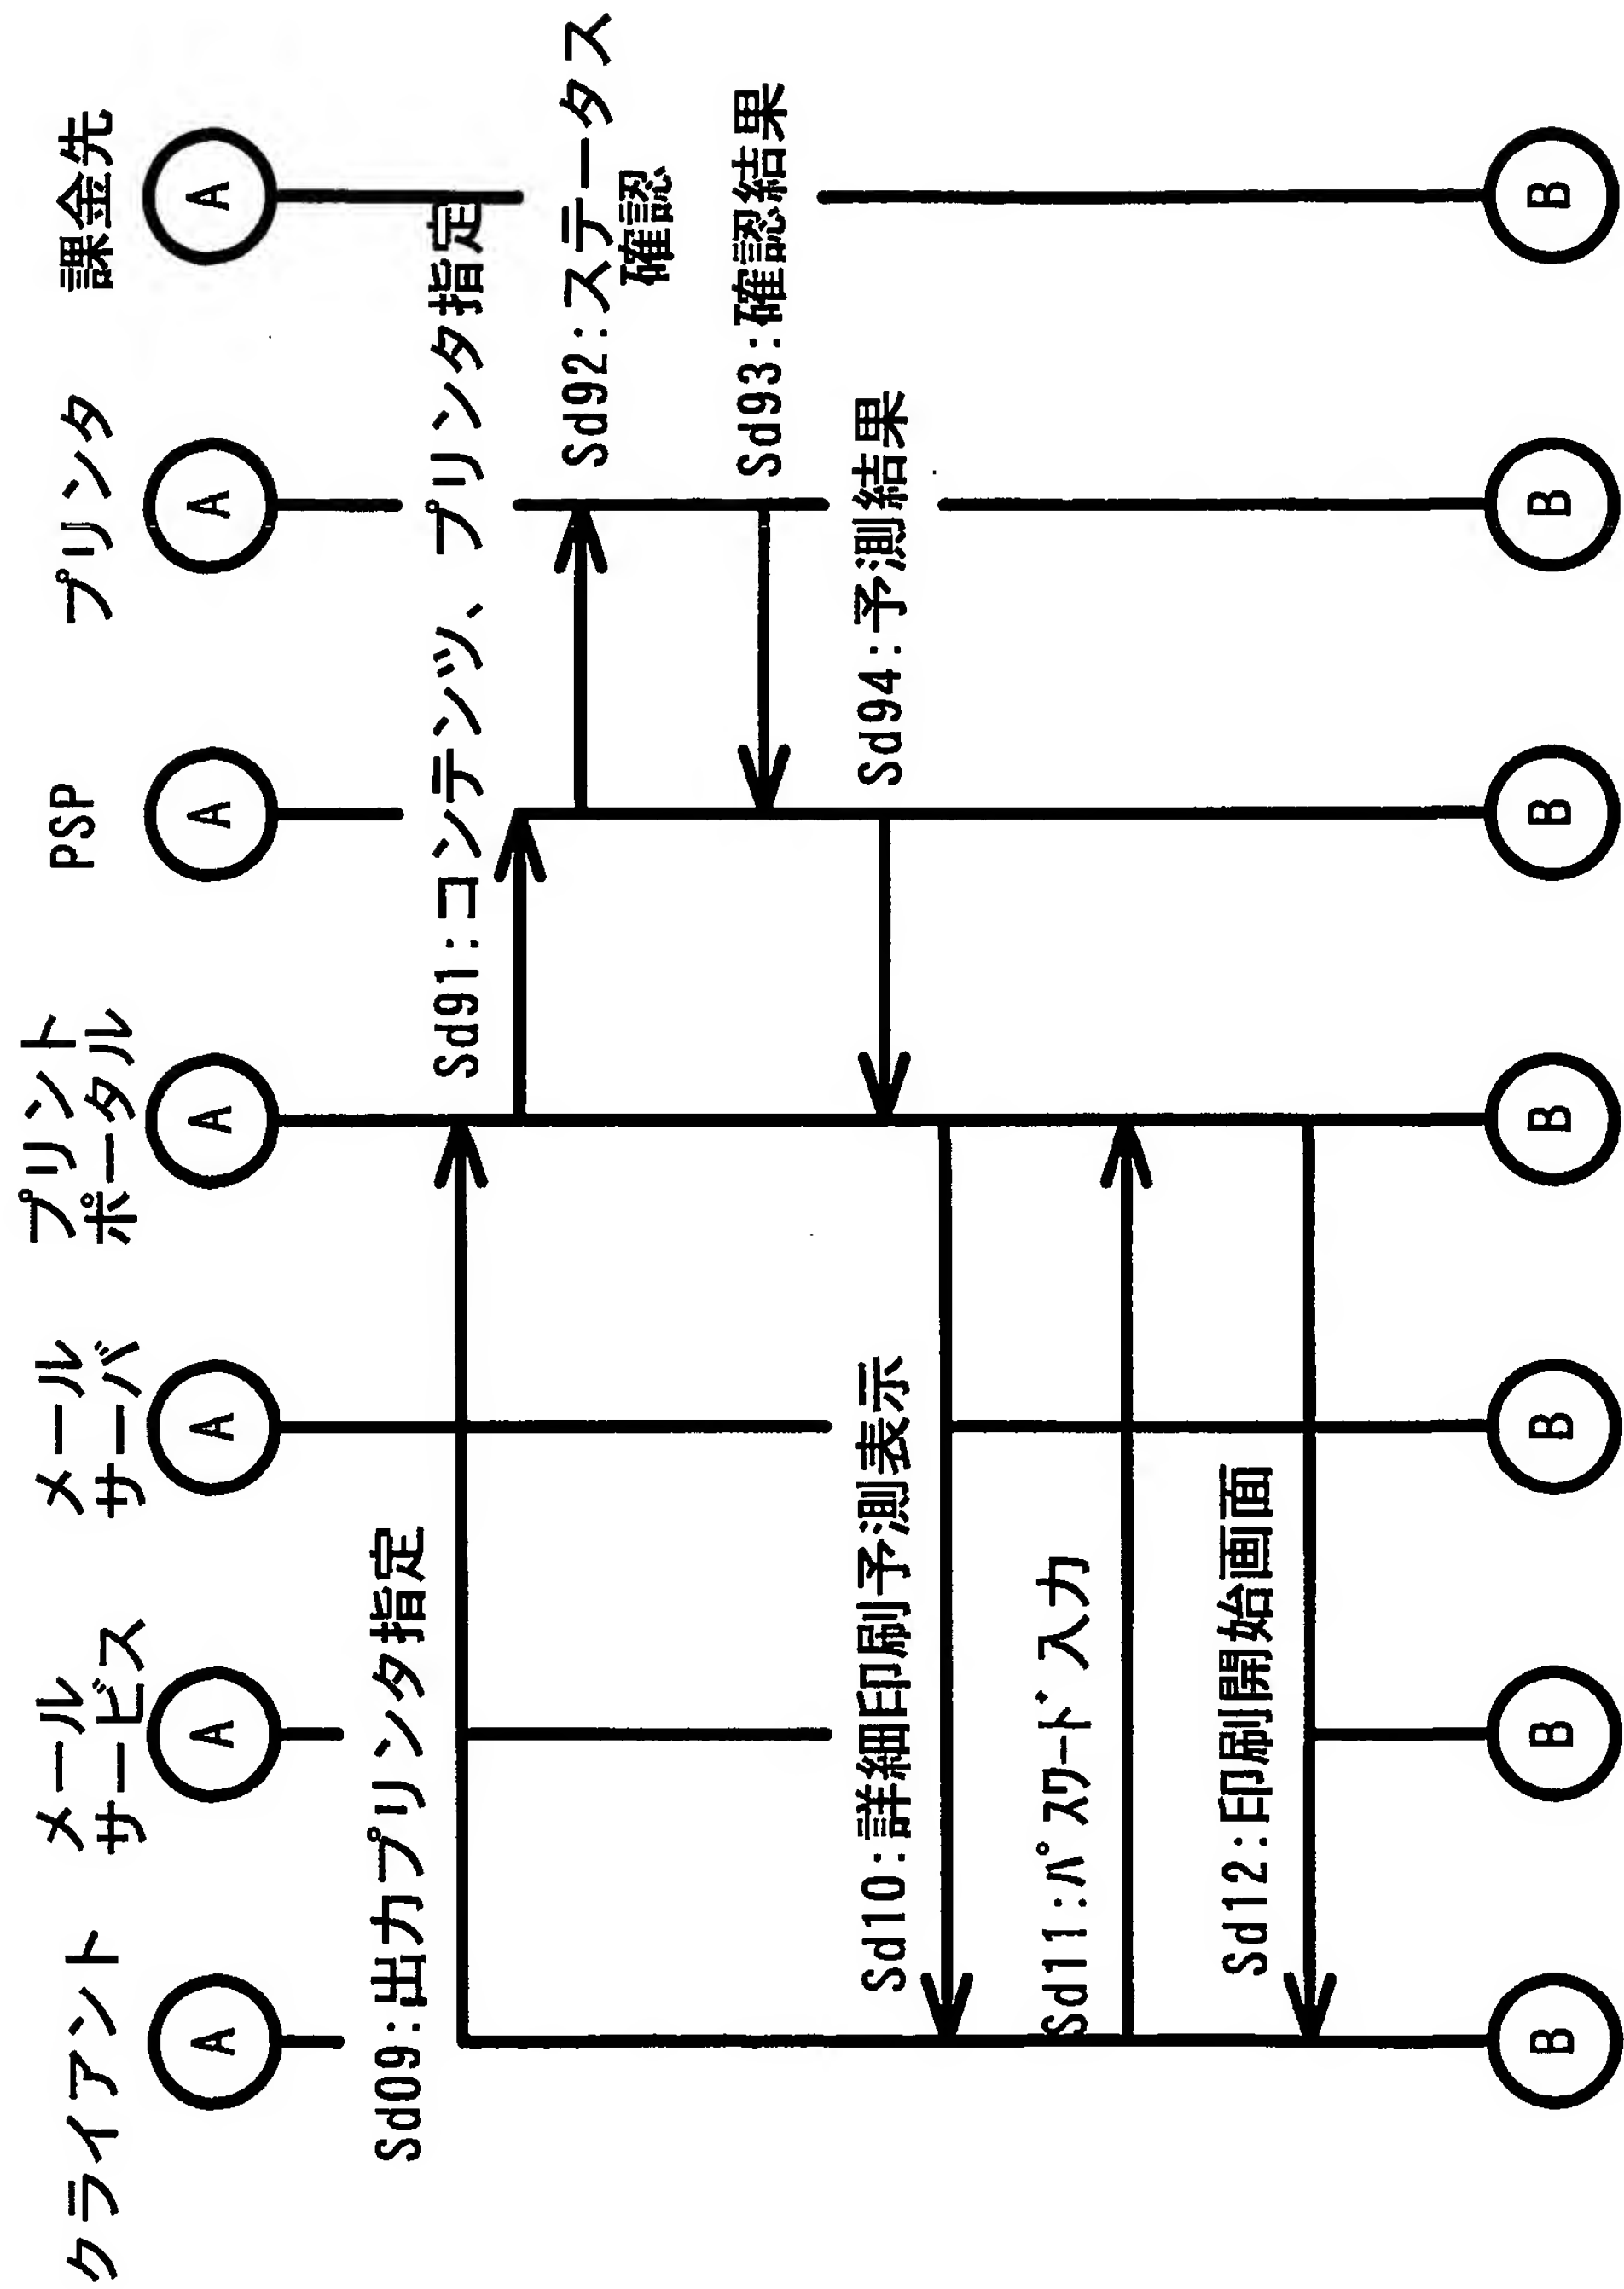 クライアント
メール
サービス
メール
サーバ
プリント
ポータル
PSP
プリンタ
課金先
A
A
A
A
A
A
A
Sd09:出力プリンタ指定
Sd91:コンテンツ、プリンタ指定
Sd92:ステータス
確認
Sd93:確認結果
Sd94:予測結果
Sd10:詳細印刷予測表示
Sd11:ﾊﾟｽﾜｰﾄﾞ入力
Sd12:印刷開始画面
B
B
B
B
B
B
B